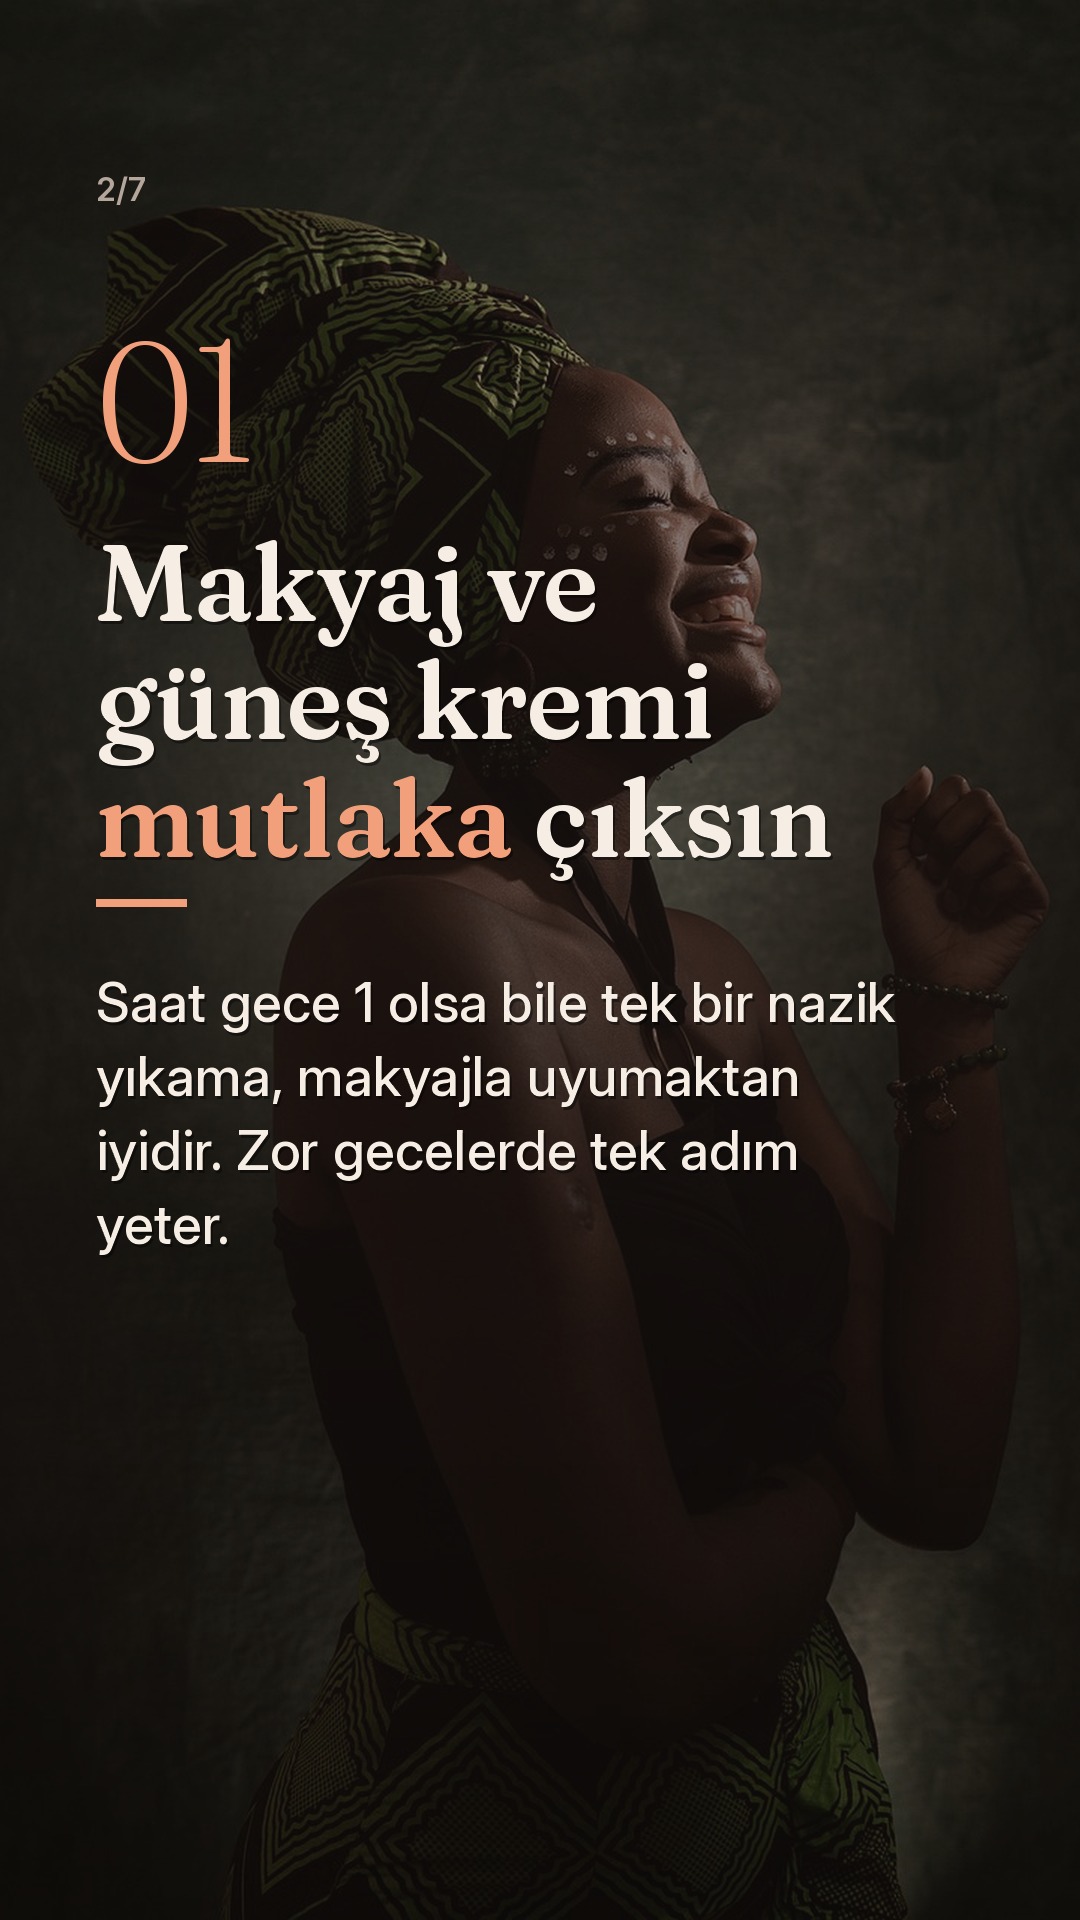 2/7
01
Makyaj ve
güneş kremi
mutlaka çıksın
Saat gece 1 olsa bile tek bir nazik
yıkama, makyajla uyumaktan
iyidir. Zor gecelerde tek adım
yeter.